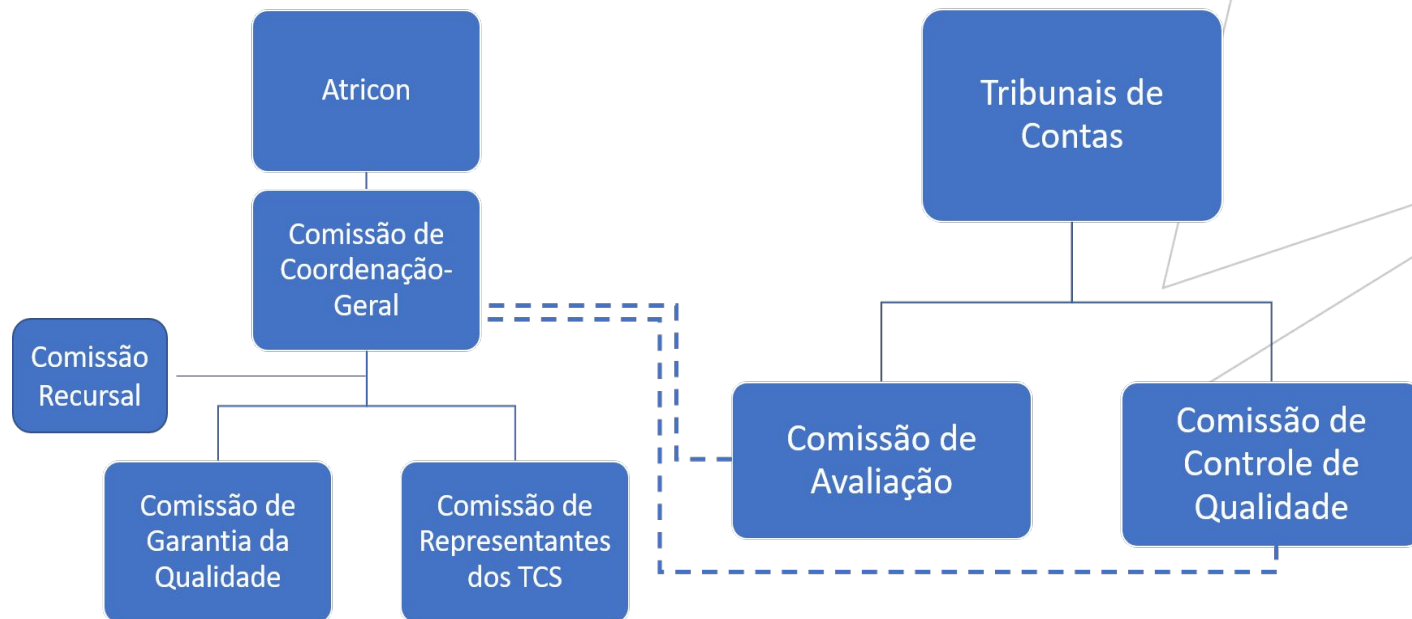 Atricon
Comissão de
Coordenação-
Geral
Comissão
Recursal
Comissão de
Garantia da
Qualidade
Comissão de
Representantes
dos TCS
Tribunais de
Contas
Comissão de
Avaliação
Comissão de
Controle de
Qualidade